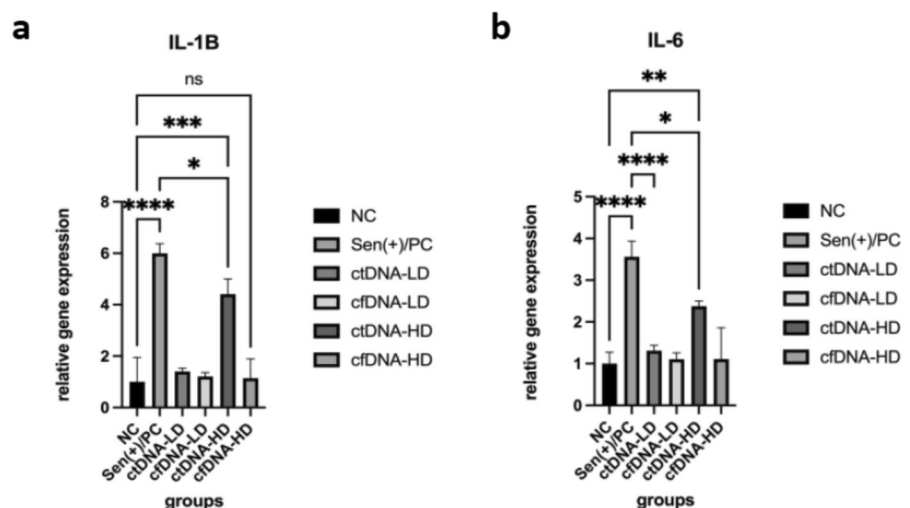 a
IL-1B
ns
***
*
****
8
6
4
2
0
relative gene expression
NC
Sen(+)/PC
ctDNA-LD
cfDNA-LD
ctDNA-HD
cfDNA-HD
groups
NC
Sen(+)/PC
ctDNA-LD
cfDNA-LD
ctDNA-HD
cfDNA-HD
b
IL-6
**
*
****
****
5
4
3
2
1
0
relative gene expression
NC
Sen(+)/PC
ctDNA-LD
cfDNA-LD
ctDNA-HD
cfDNA-HD
groups
NC
Sen(+)/PC
ctDNA-LD
cfDNA-LD
ctDNA-HD
cfDNA-HD